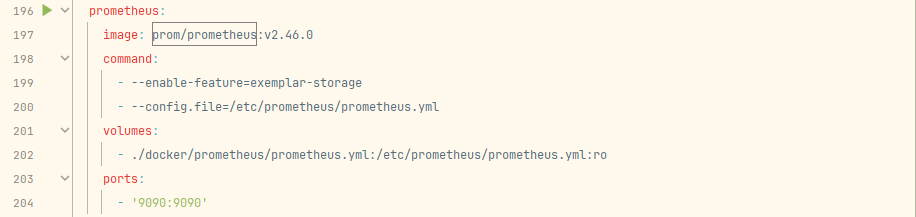 196 prometheus:
197 image: prom/prometheus:v2.46.0
198 command:
199 - --enable-feature=exemplar-storage
200 - --config.file=/etc/prometheus/prometheus.yml
201 volumes:
202 - ./docker/prometheus/prometheus.yml:/etc/prometheus/prometheus.yml:ro
203 ports:
204 - '9090:9090'